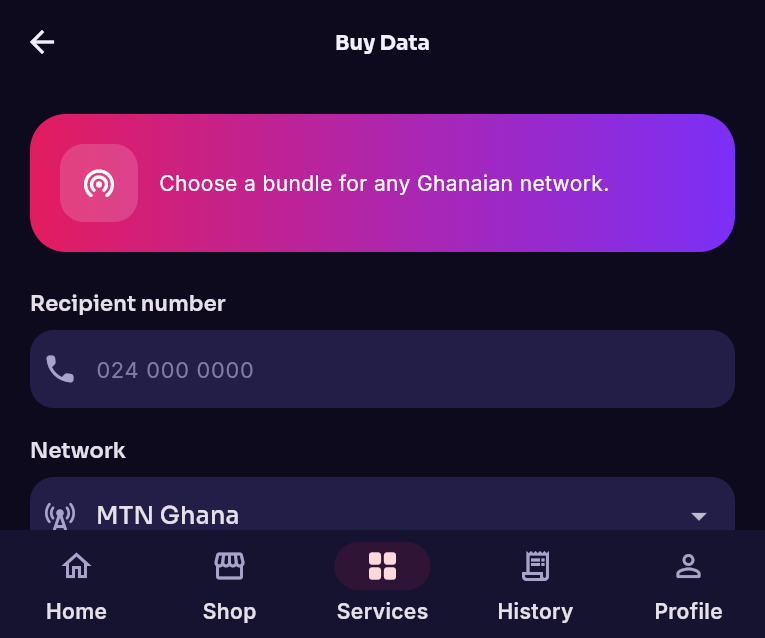 Buy Data
Choose a bundle for any Ghanaian network.
Recipient number
024 000 0000
Network
MTN Ghana
Home
Shop
Services
History
Profile